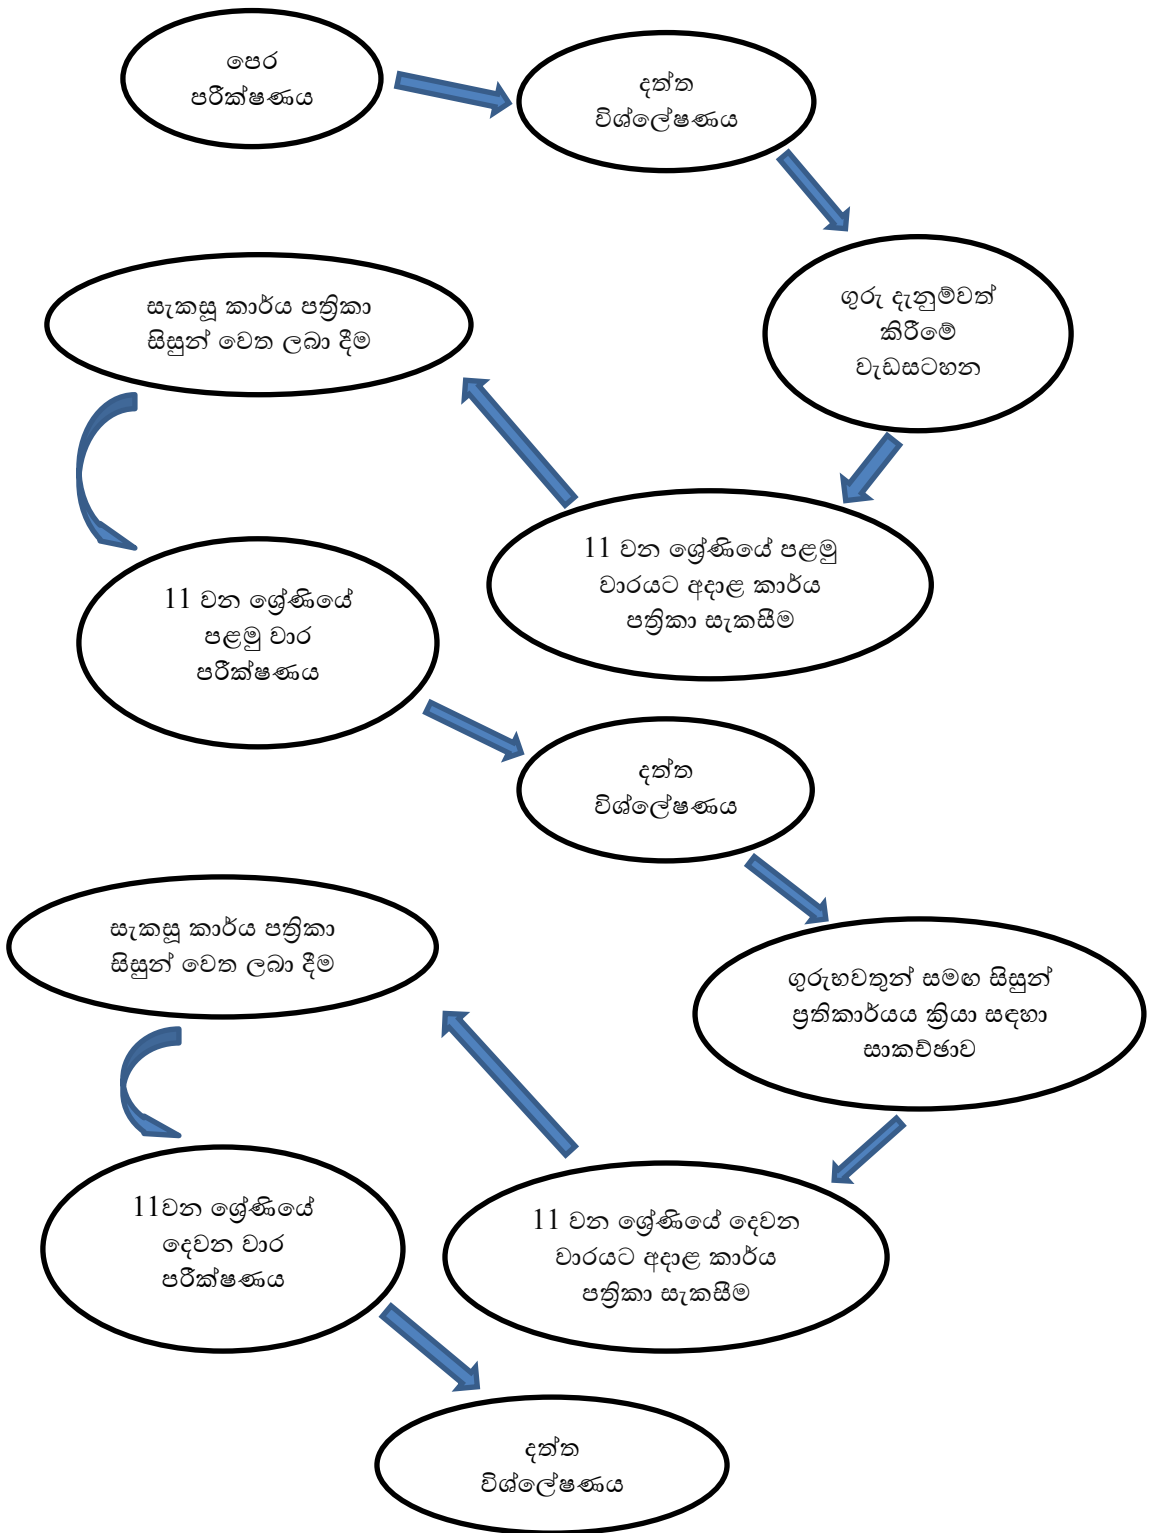 පෙර
පරීක්ෂණය
දත්ත
විශ්ලේෂණය
ගුරු දැනුම්වත්
කිරීමේ
වැඩසටහන
11 වන ශ්‍රේණියේ පළමු
වාරයට අදාළ කාර්ය
පත්‍රිකා සැකසීම
සැකසූ කාර්ය පත්‍රිකා
සිසුන් වෙත ලබා දීම
11 වන ශ්‍රේණියේ
පළමු වාර
පරීක්ෂණය
දත්ත
විශ්ලේෂණය
ගුරුභවතුන් සමඟ සිසුන්
ප්‍රතිකාර්යය ක්‍රියා සඳහා
සාකච්ඡාව
11 වන ශ්‍රේණියේ දෙවන
වාරයට අදාළ කාර්ය
පත්‍රිකා සැකසීම
සැකසූ කාර්ය පත්‍රිකා
සිසුන් වෙත ලබා දීම
11වන ශ්‍රේණියේ
දෙවන වාර
පරීක්ෂණය
දත්ත
විශ්ලේෂණය